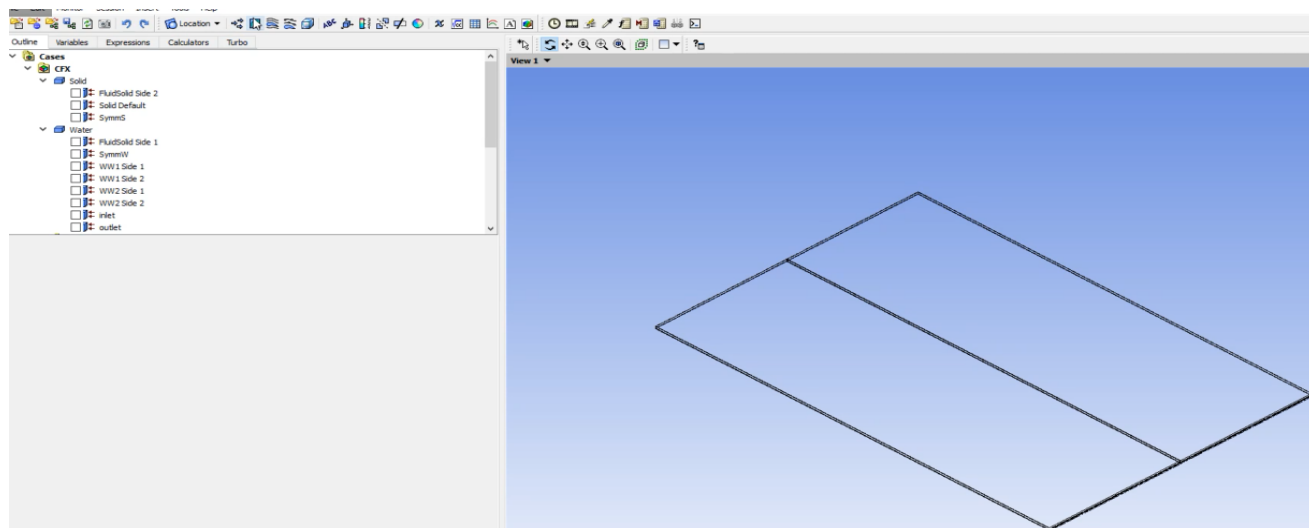 Location
Outline Variables Expressions Calculators Turbo
View 1
Cases
CFX
Solid
FluidSolid Side 2
Solid Default
SymmS
Water
FluidSolid Side 1
SymmW
WW1 Side 1
WW1 Side 2
WW2 Side 1
WW2 Side 2
inlet
outlet